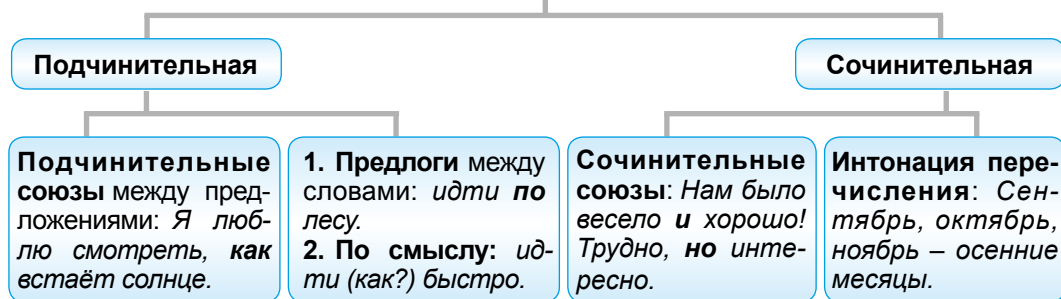 Подчинительная
Сочинительная
Подчинительные
союзы между пред-
ложениями: Я люб-
лю смотреть, как
встаёт солнце.
1. Предлоги между
словами: идти по
лесу.
2. По смыслу: ид-
ти (как?) быстро.
Сочинительные
союзы: Нам было
весело и хорошо!
Трудно, но инте-
ресно.
Интонация пере-
числения: Сен-
тябрь, октябрь,
ноябрь – осенние
месяцы.